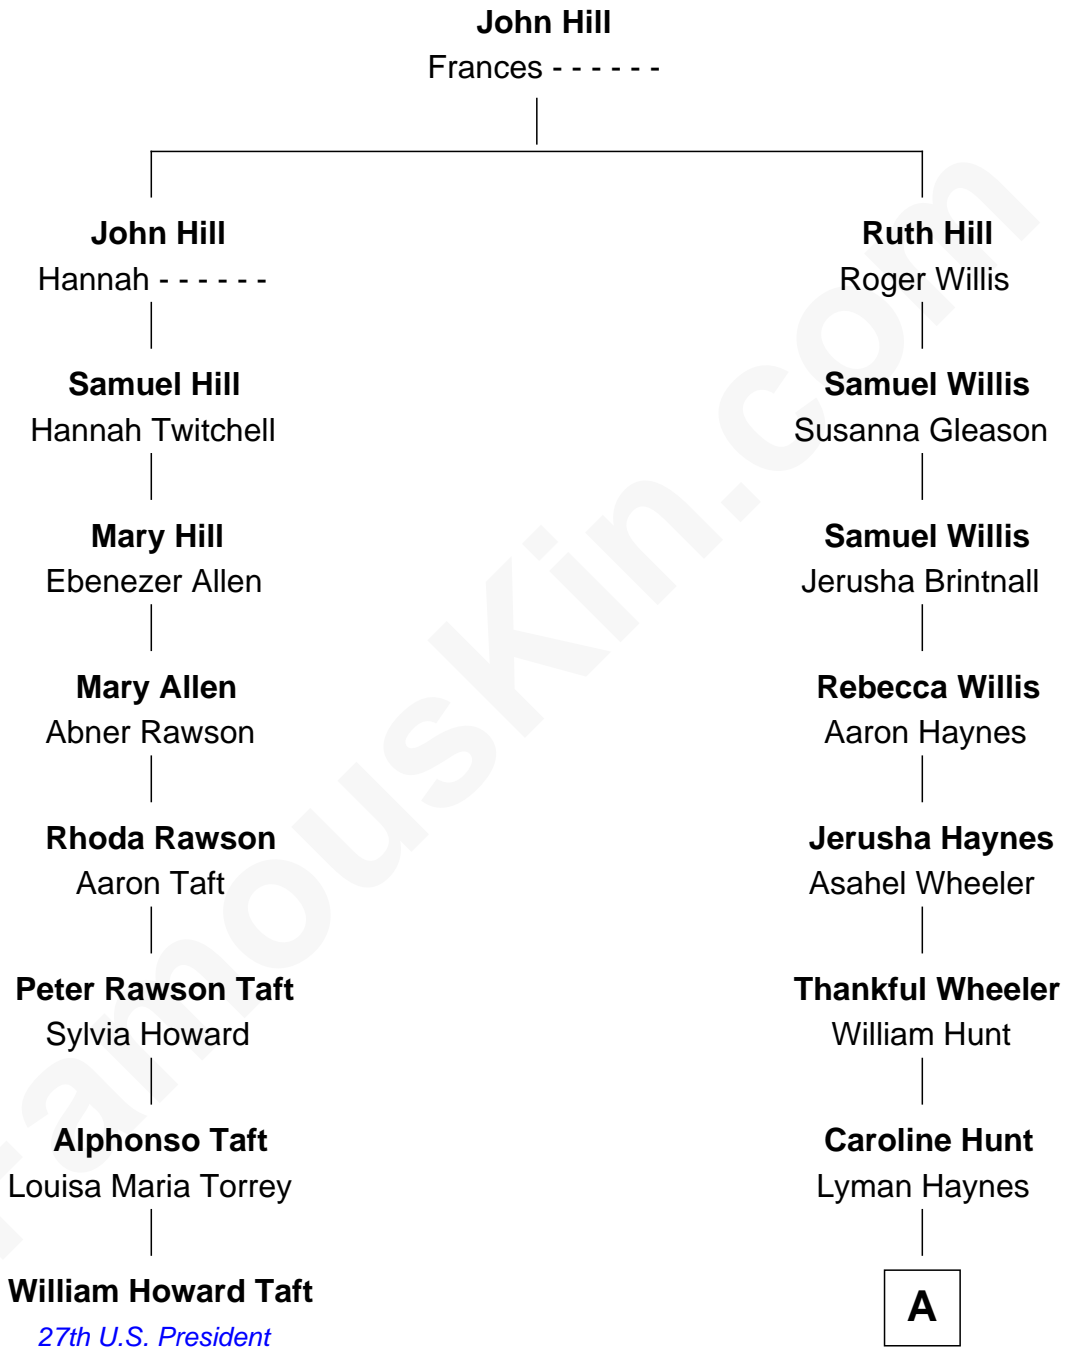 John Hill
Frances - - - - - -
John Hill
Hannah - - - - - -
Ruth Hill
Roger Willis
Samuel Hill
Hannah Twitchell
Samuel Willis
Susanna Gleason
Mary Hill
Ebenezer Allen
Samuel Willis
Jerusha Brintnall
Mary Allen
Abner Rawson
Rebecca Willis
Aaron Haynes
Rhoda Rawson
Aaron Taft
Jerusha Haynes
Asahel Wheeler
Peter Rawson Taft
Sylvia Howard
Thankful Wheeler
William Hunt
Alphonso Taft
Louisa Maria Torrey
Caroline Hunt
Lyman Haynes
William Howard Taft
27th U.S. President
A
FamousKin.com